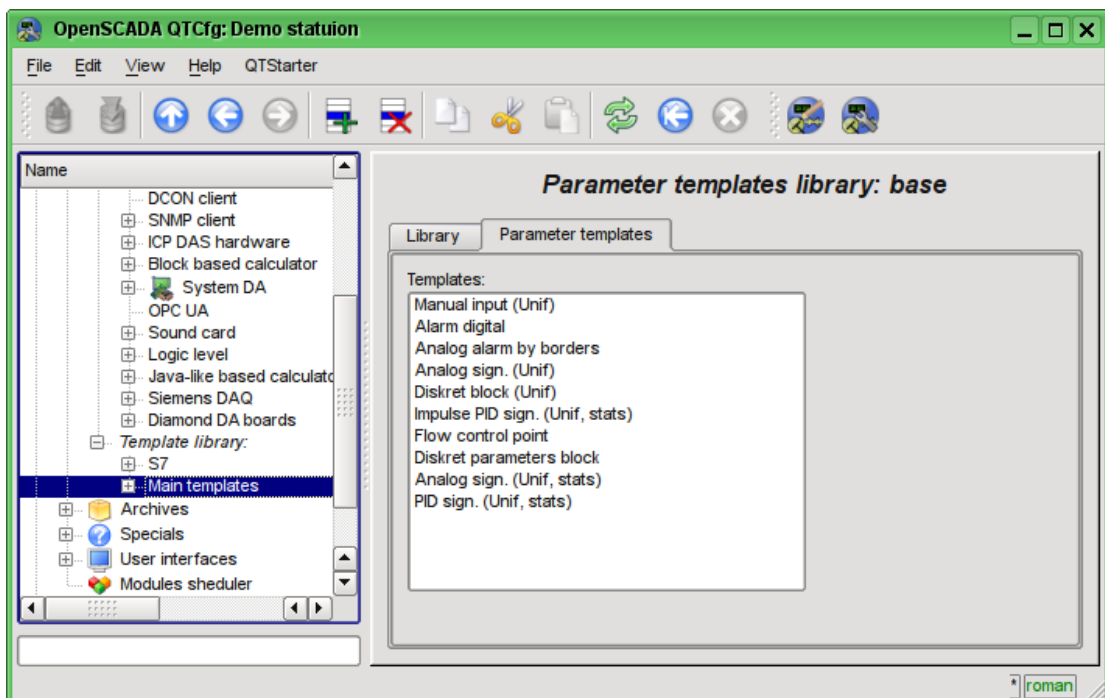 OpenSCADA QTCfg: Demo statuion
File Edit View Help QTStarter
Name
DCON client
SNMP client
ICP DAS hardware
Block based calculator
System DA
OPC UA
Sound card
Logic level
Java-like based calculato
Siemens DAQ
Diamond DA boards
Template library:
S7
Main templates
Archives
Specials
User interfaces
Modules sheduler
Parameter templates library: base
Library
Parameter templates
Templates:
Manual input (Unif)
Alarm digital
Analog alarm by borders
Analog sign. (Unif)
Diskret block (Unif)
Impulse PID sign. (Unif, stats)
Flow control point
Diskret parameters block
Analog sign. (Unif, stats)
PID sign. (Unif, stats)
* roman